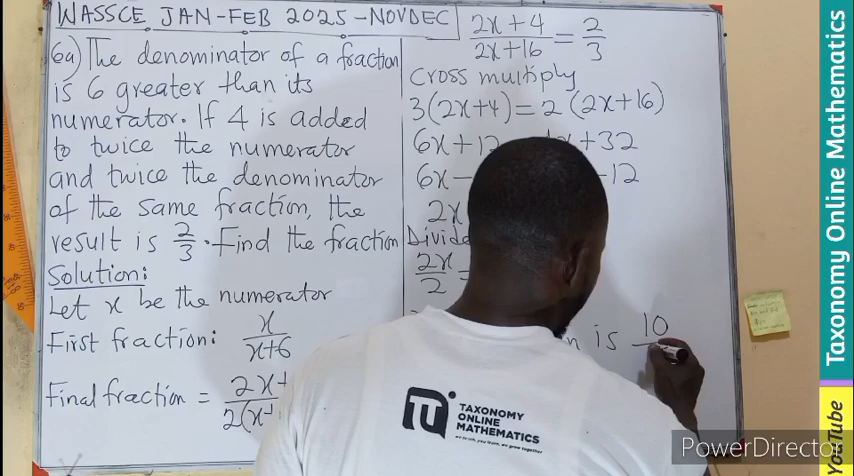 WASSCE JAN-FEB 2025-NOVDEC
6a) The denominator of a fraction
is 6 greater than its
numerator. If 4 is added
to twice the numerator
and twice the denominator
of the same fraction, the
result is 2/3. Find the fraction
Solution:
Let x be the numerator
First fraction: x/x+6
Final fraction = 2x+
2(x+
2x+4/2x+16 = 2/3
Cross multiply
3(2x+4) = 2(2x+16)
6x+12 4x+32
6x- -12
2x
Divide
2x/2 =
is 10
TU
TAXONOMY
ONLINE
MATHEMATICS
Taxonomy Online Mathematics
YouTube
PowerDirector